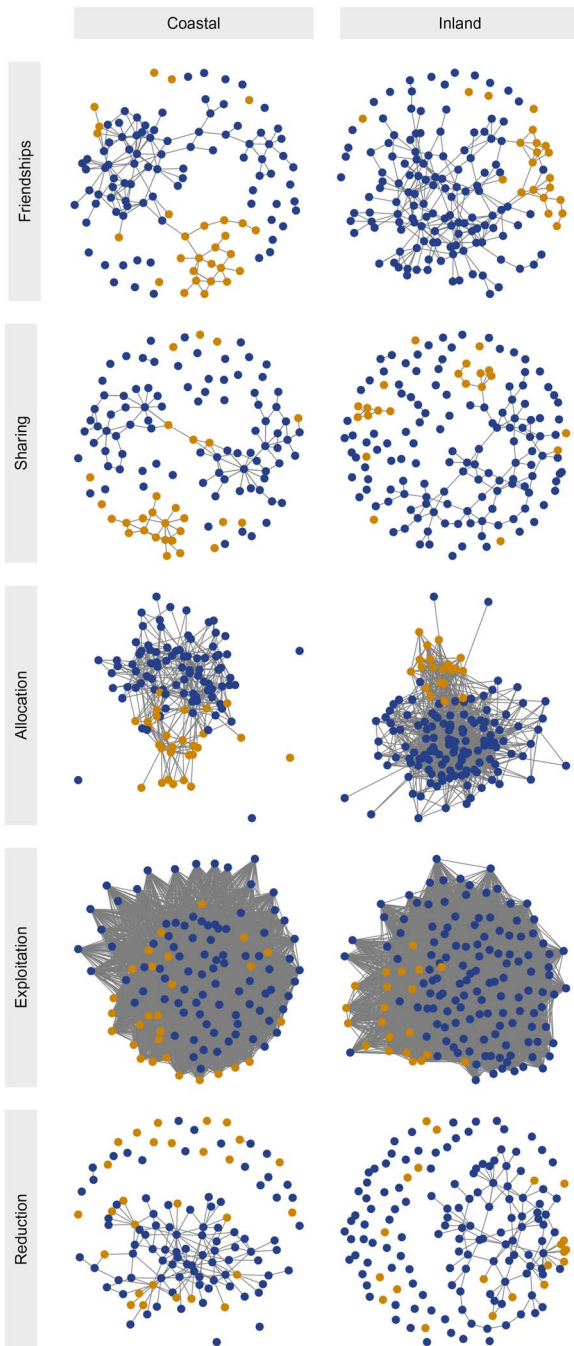 Coastal
Inland
Friendships
Sharing
Allocation
Exploitation
Reduction